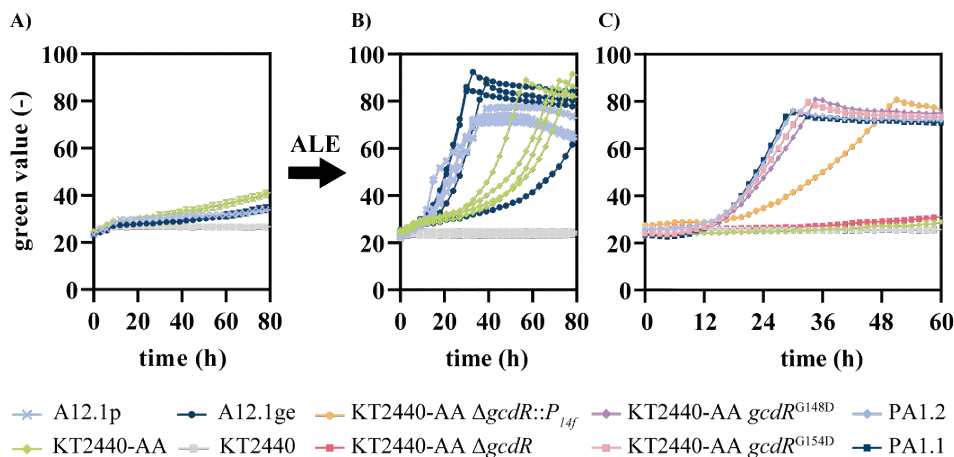 A) B) C)
green value (-)
100 100 100
80 80 80
60 60 60
40 40 40
20 20 20
0 0 0
ALE
0 20 40 60 80 0 20 40 60 80 0 12 24 36 48 60
time (h) time (h) time (h)
A12.1p A12.1ge KT2440-AA ΔgcdR::P14f KT2440-AA gcdRG148D PA1.2
KT2440-AA KT2440 KT2440-AA ΔgcdR KT2440-AA gcdRG154D PA1.1